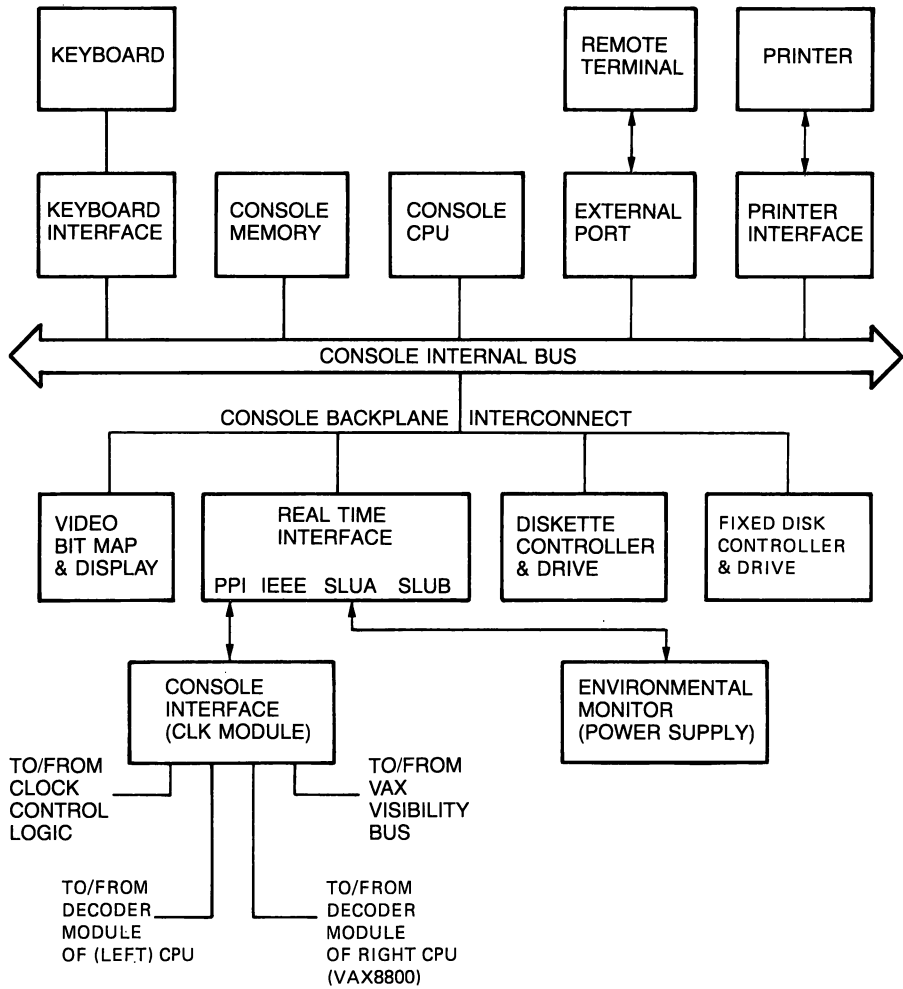 KEYBOARD
REMOTE
TERMINAL
PRINTER
KEYBOARD
INTERFACE
CONSOLE
MEMORY
CONSOLE
CPU
EXTERNAL
PORT
PRINTER
INTERFACE
CONSOLE INTERNAL BUS
CONSOLE BACKPLANE INTERCONNECT
VIDEO
BIT MAP
& DISPLAY
REAL TIME
INTERFACE
PPI IEEE SLUA SLUB
DISKETTE
CONTROLLER
& DRIVE
FIXED DISK
CONTROLLER
& DRIVE
CONSOLE
INTERFACE
(CLK MODULE)
ENVIRONMENTAL
MONITOR
(POWER SUPPLY)
TO/FROM
CLOCK
CONTROL
LOGIC
TO/FROM
VAX
VISIBILITY
BUS
TO/FROM
DECODER
MODULE
OF (LEFT) CPU
TO/FROM
DECODER
MODULE
OF RIGHT CPU
(VAX8800)